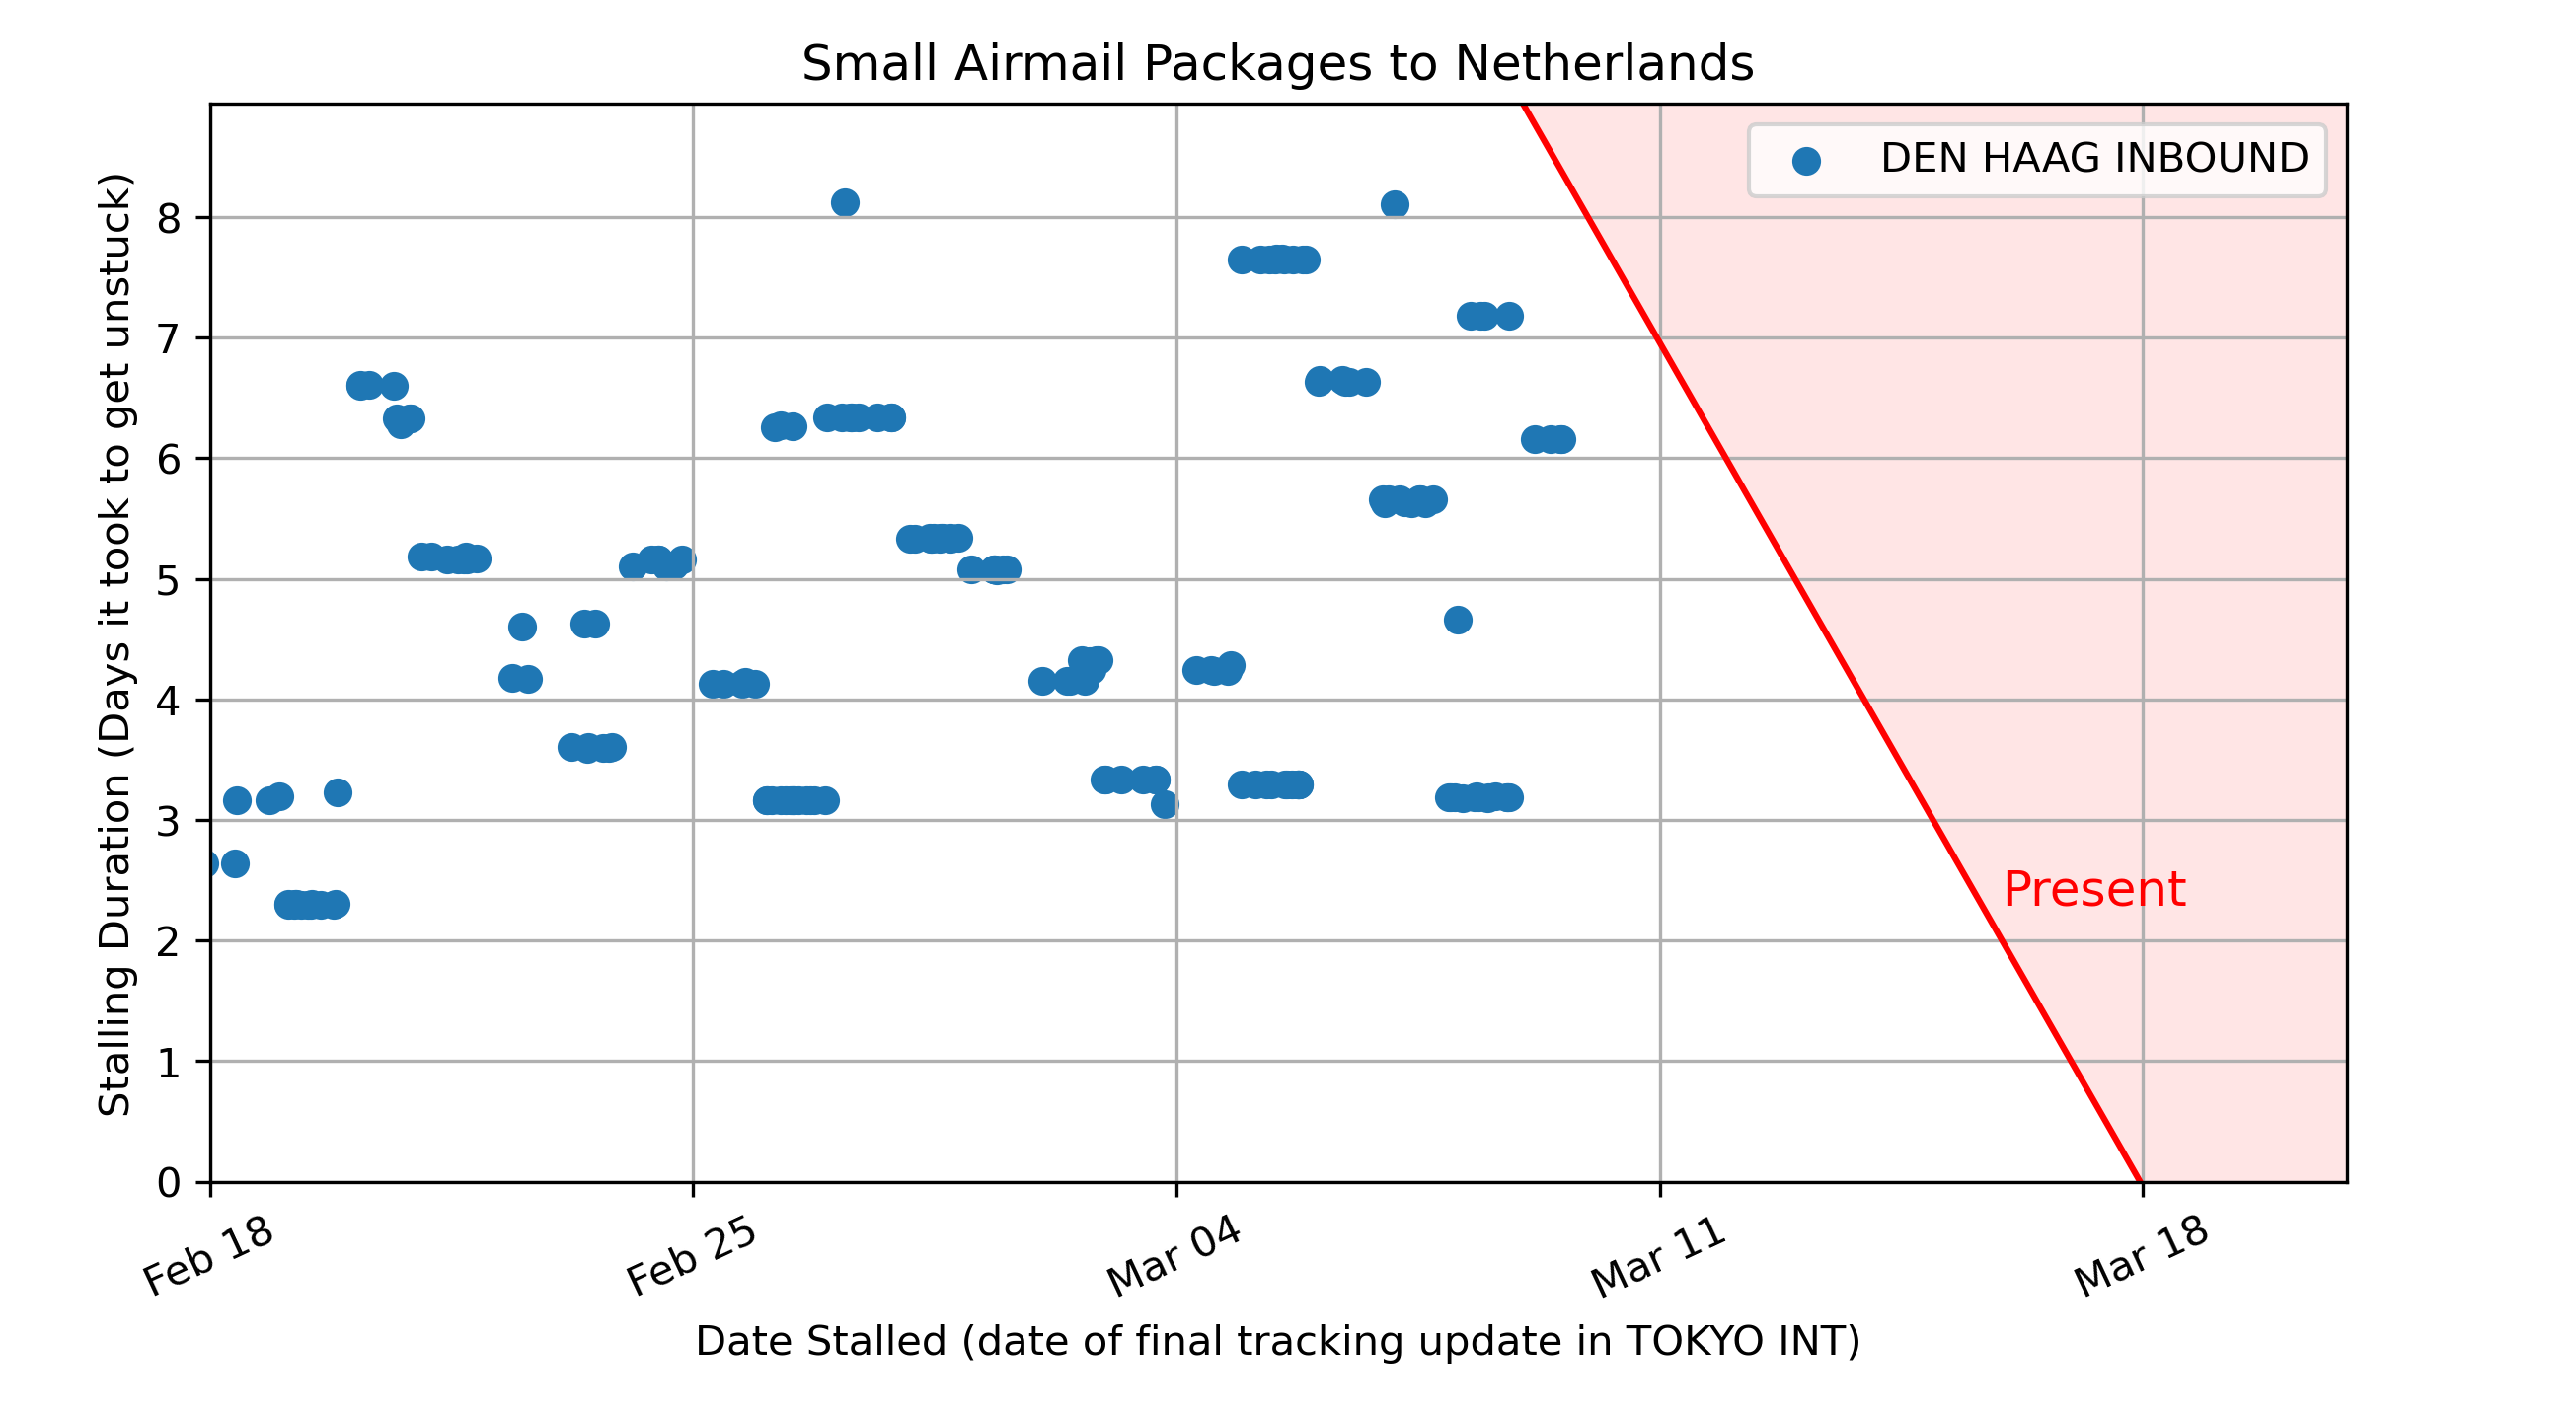 Small Airmail Packages to Netherlands
DEN HAAG INBOUND
Stalling Duration (Days it took to get unstuck)
8
7
6
5
4
3
2
1
0
Present
Feb 18
Feb 25
Mar 04
Mar 11
Mar 18
Date Stalled (date of final tracking update in TOKYO INT)